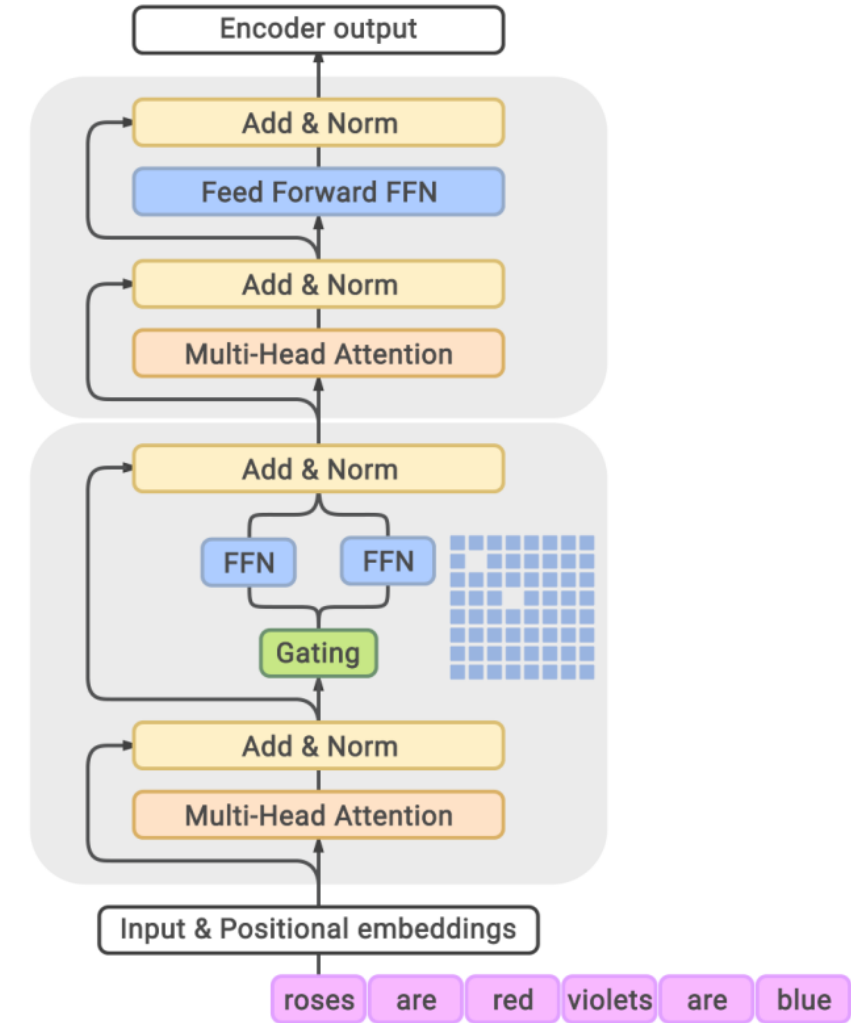 Encoder output
Add & Norm
Feed Forward FFN
Add & Norm
Multi-Head Attention
Add & Norm
FFN FFN
Gating
Add & Norm
Multi-Head Attention
Input & Positional embeddings
roses are red violets are blue